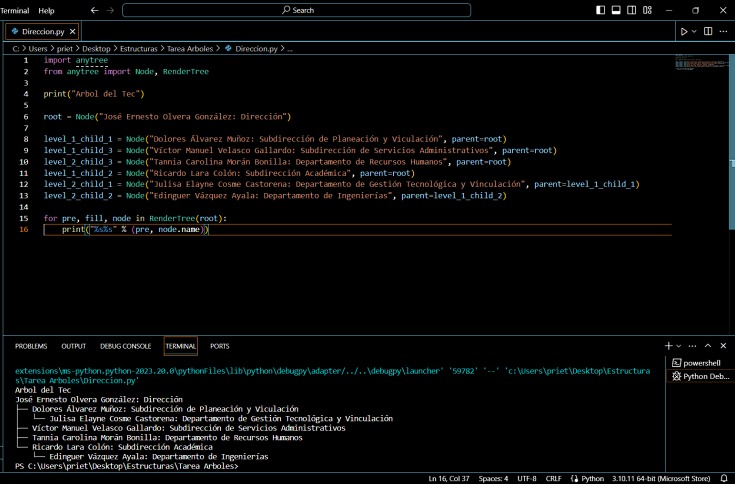 Terminal Help
Search
Direccion.py
C: > Users > priet > Desktop > Estructuras > Tarea Arboles > Direccion.py > ...
1 import anytree
2 from anytree import Node, RenderTree
3
4 print("Arbol del Tec")
5
6 root = Node("José Ernesto Olvera González: Dirección")
7
8 level_1_child_1 = Node("Dolores Álvarez Muñoz: Subdirección de Planeación y Viculación", parent=root)
9 level_1_child_3 = Node("Víctor Manuel Velasco Gallardo: Subdirección de Servicios Administrativos", parent=root)
10 level_2_child_3 = Node("Tannia Carolina Morán Bonilla: Departamento de Recursos Humanos", parent=root)
11 level_1_child_2 = Node("Ricardo Lara Colón: Subdirección Académica", parent=root)
12 level_2_child_1 = Node("Julisa Elayne Cosme Castorena: Departamento de Gestión Tecnológica y Vinculación", parent=level_1_child_1)
13 level_2_child_2 = Node("Edinguer Vázquez Ayala: Departamento de Ingenierías", parent=level_1_child_2)
14
15 for pre, fill, node in RenderTree(root):
16 print("%s%s" % (pre, node.name))
PROBLEMS OUTPUT DEBUG CONSOLE TERMINAL PORTS
powershell
Python Deb...
extensions\ms-python.python-2023.20.0\pythonFiles\lib\python\debugpy\adapter/../..\debugpy\launcher' '59782' '--' 'c:\Users\priet\Desktop\Estructura
s\Tarea Arboles\Direccion.py'
Arbol del Tec
José Ernesto Olvera González: Dirección
├── Dolores Álvarez Muñoz: Subdirección de Planeación y Viculación
│   └── Julisa Elayne Cosme Castorena: Departamento de Gestión Tecnológica y Vinculación
├── Víctor Manuel Velasco Gallardo: Subdirección de Servicios Administrativos
├── Tannia Carolina Morán Bonilla: Departamento de Recursos Humanos
└── Ricardo Lara Colón: Subdirección Académica
    └── Edinguer Vázquez Ayala: Departamento de Ingenierías
PS C:\Users\priet\Desktop\Estructuras\Tarea Arboles>
Ln 16, Col 37 Spaces: 4 UTF-8 CRLF Python 3.10.11 64-bit (Microsoft Store)